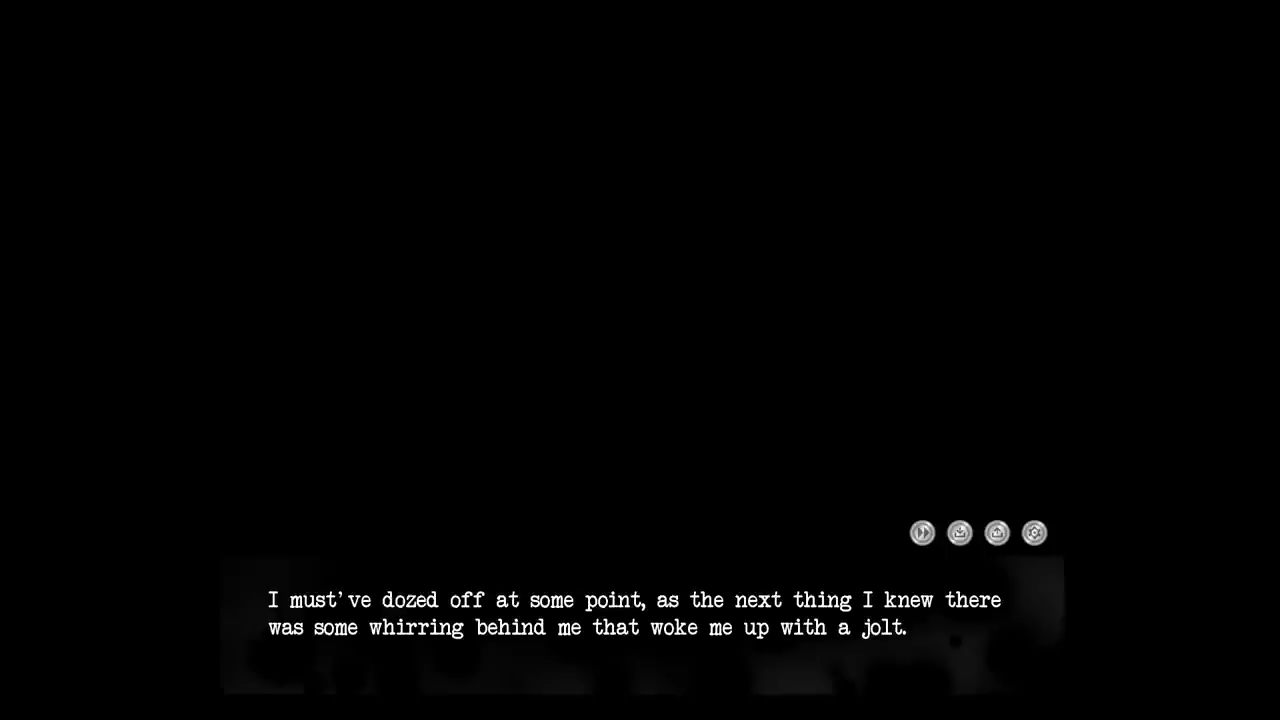 I must've dozed off at some point, as the next thing I knew there
was some whirring behind me that woke me up with a jolt.